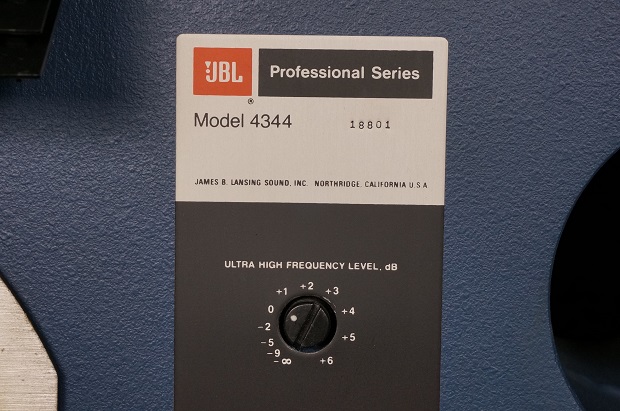 JBL Professional Series
®
Model 4344 18801
JAMES B. LANSING SOUND, INC. NORTHRIDGE, CALIFORNIA U.S.A.
ULTRA HIGH FREQUENCY LEVEL, dB
+2
+1 +3
0 +4
-2
-5 +5
-9
-∞ +6